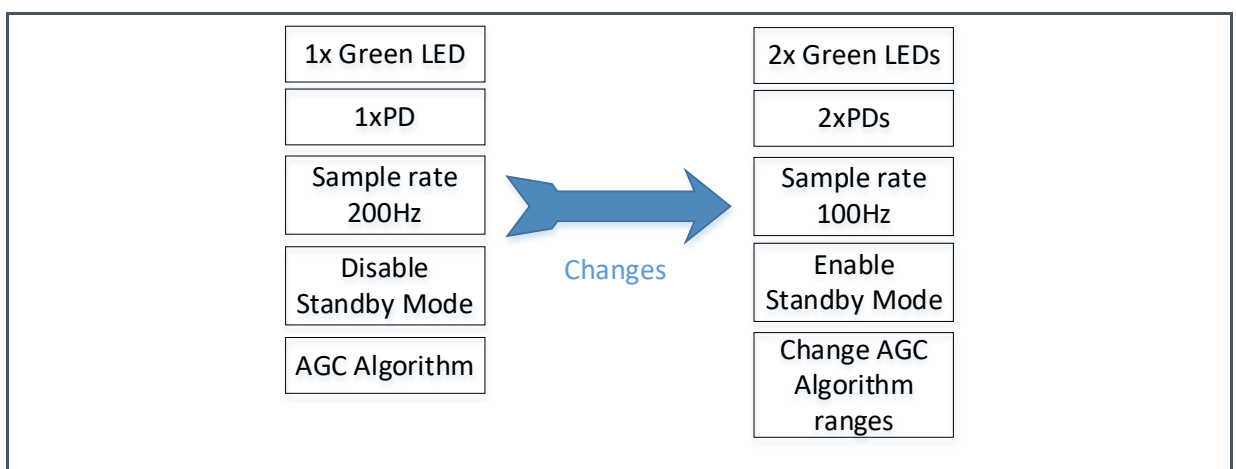 1x Green LED
1xPD
Sample rate
200Hz
Disable
Standby Mode
AGC Algorithm
Changes
2x Green LEDs
2xPDs
Sample rate
100Hz
Enable
Standby Mode
Change AGC
Algorithm
ranges